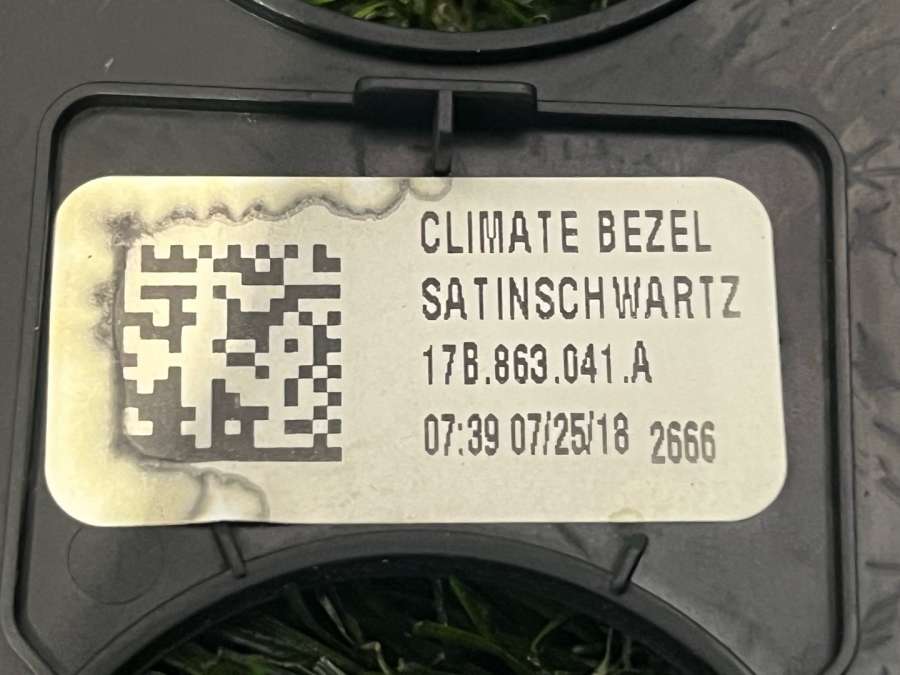 CLIMATE BEZEL
SATINSCHWARTZ
17B.863.041.A
07:39 07/25/18 2666